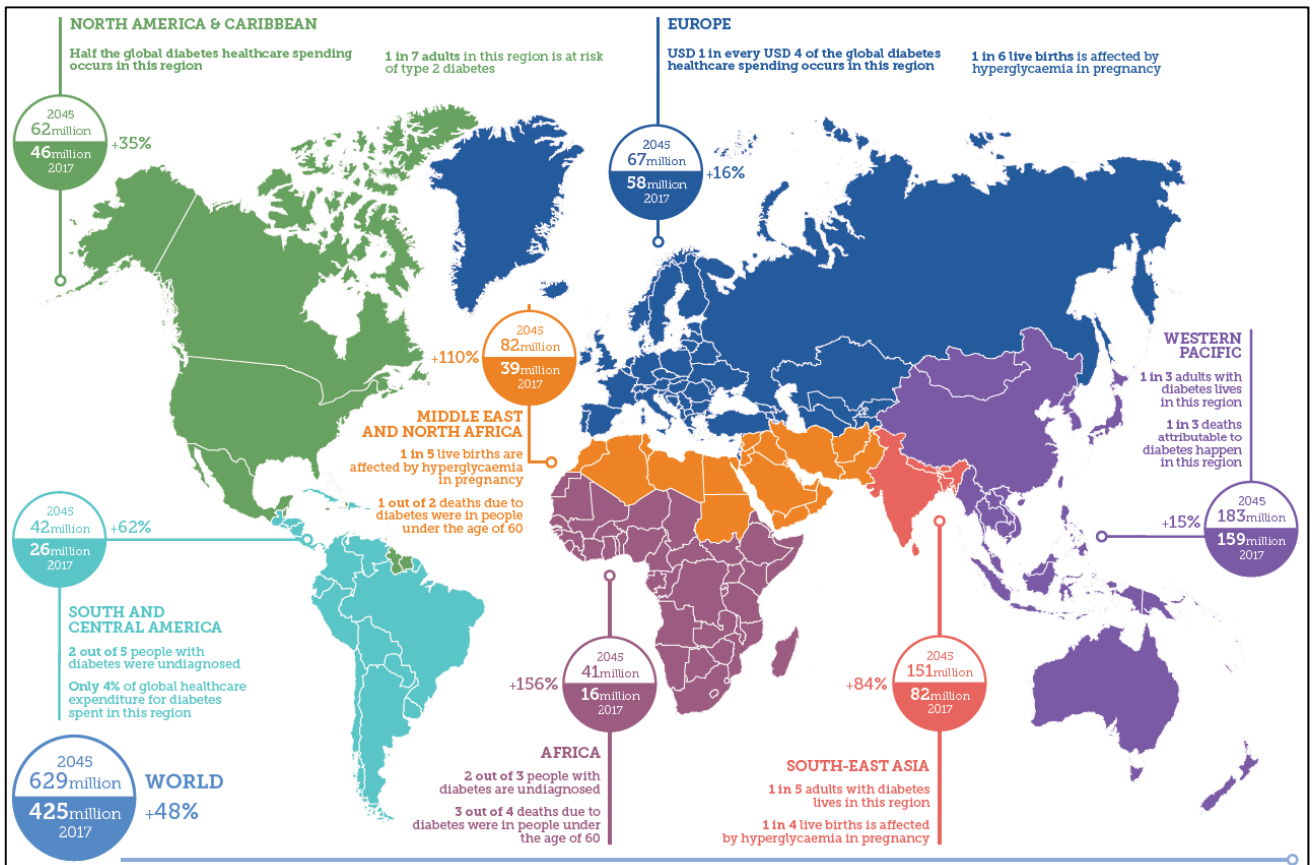 NORTH AMERICA & CARIBBEAN
Half the global diabetes healthcare spending
occurs in this region
1 in 7 adults in this region is at risk
of type 2 diabetes
2045
62million
46million
2017
+35%
EUROPE
USD 1 in every USD 4 of the global diabetes
healthcare spending occurs in this region
1 in 6 live births is affected by
hyperglycaemia in pregnancy
2045
67million
58million
2017
+16%
2045
82million
39million
2017
+110%
MIDDLE EAST
AND NORTH AFRICA
1 in 5 live births are
affected by hyperglycaemia
in pregnancy
1 out of 2 deaths due to
diabetes were in people
under the age of 60
WESTERN
PACIFIC
1 in 3 adults with
diabetes lives
in this region
1 in 3 deaths
attributable to
diabetes happen
in this region
+15%
2045
183million
159million
2017
2045
42million
26million
2017
+62%
SOUTH AND
CENTRAL AMERICA
2 out of 5 people with
diabetes were undiagnosed
Only 4% of global healthcare
expenditure for diabetes
spent in this region
+156%
2045
41million
16million
2017
AFRICA
2 out of 3 people with
diabetes are undiagnosed
3 out of 4 deaths due to
diabetes were in people under
the age of 60
+84%
2045
151million
82million
2017
SOUTH-EAST ASIA
1 in 5 adults with diabetes
lives in this region
1 in 4 live births is affected
by hyperglycaemia in pregnancy
2045
629million
425million
2017
WORLD
+48%